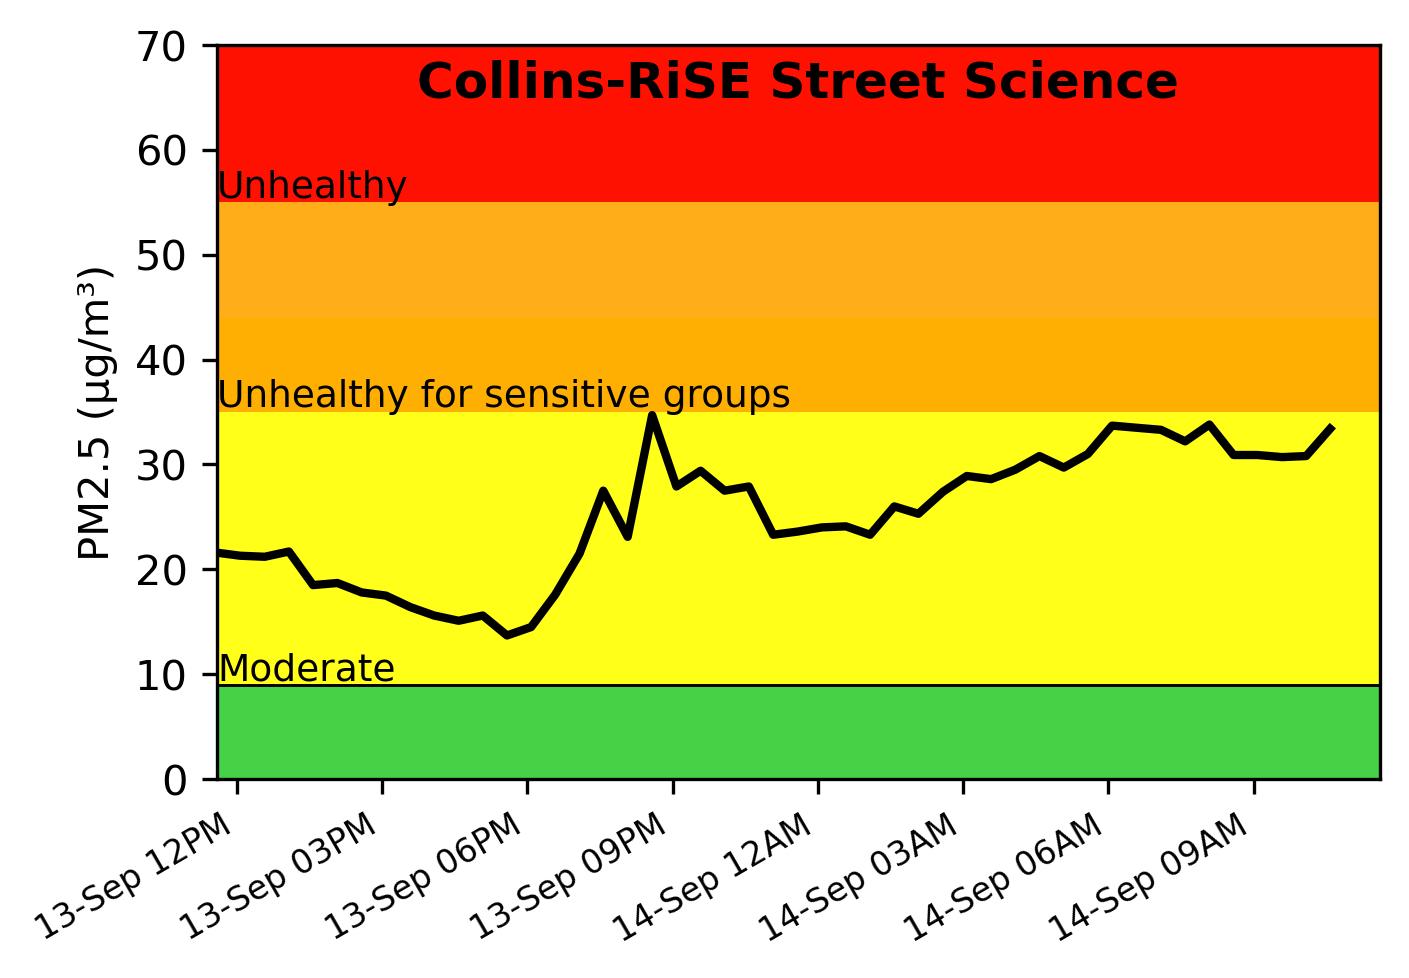 Collins-RiSE Street Science
70
60
Unhealthy
50
40
Unhealthy for sensitive groups
30
20
10
Moderate
0
PM2.5 (µg/m³)
13-Sep 12PM
13-Sep 03PM
13-Sep 06PM
13-Sep 09PM
14-Sep 12AM
14-Sep 03AM
14-Sep 06AM
14-Sep 09AM